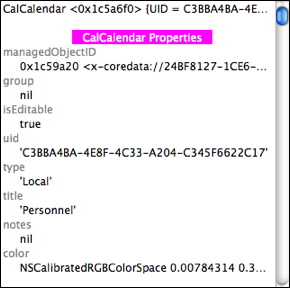 CalCalendar <0x1c5a6f0> {UID = C3BBA4BA-4E...
CalCalendar Properties
managedObjectID
0x1c59a20 <x-coredata://24BF8127-1CE6-...
group
nil
isEditable
true
uid
'C3BBA4BA-4E8F-4C33-A204-C345F6622C17'
type
'Local'
title
'Personnel'
notes
nil
color
NSCalibratedRGBColorSpace 0.00784314 0.3...